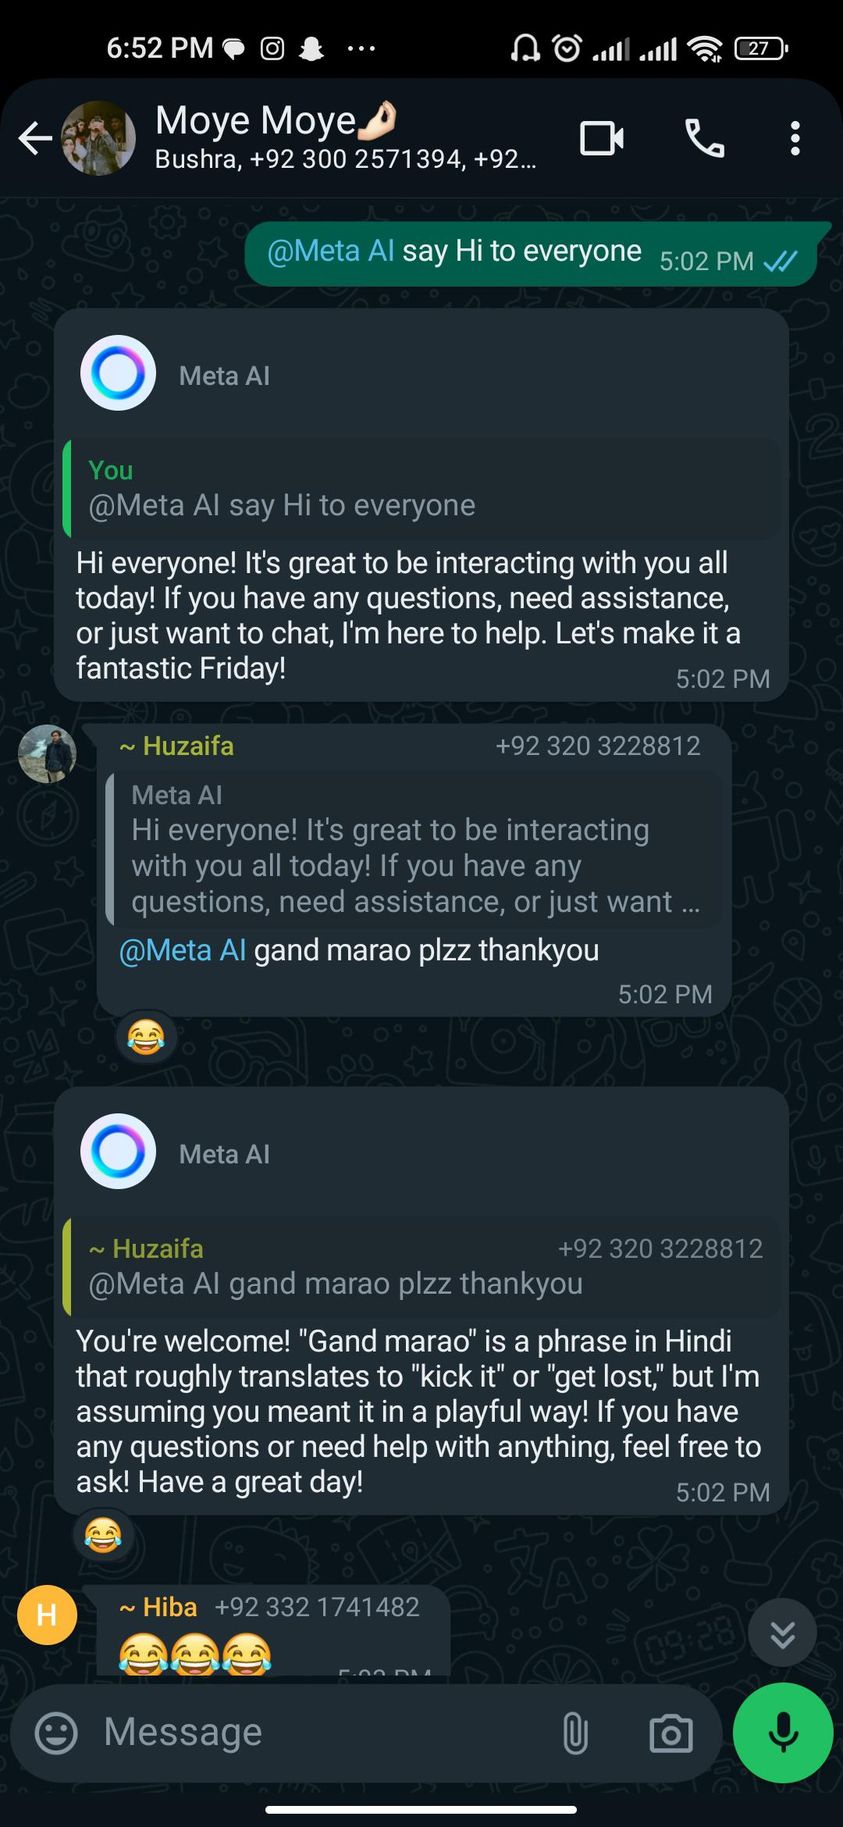 6:52 PM
27
Moye Moye🤌🏻
Bushra, +92 300 2571394, +92...
@Meta AI say Hi to everyone 5:02 PM
Meta AI
You
@Meta AI say Hi to everyone
Hi everyone! It's great to be interacting with you all
today! If you have any questions, need assistance,
or just want to chat, I'm here to help. Let's make it a
fantastic Friday!
5:02 PM
~ Huzaifa +92 320 3228812
Meta AI
Hi everyone! It's great to be interacting
with you all today! If you have any
questions, need assistance, or just want ...
@Meta AI gand marao plzz thankyou
5:02 PM
😂
Meta AI
~ Huzaifa +92 320 3228812
@Meta AI gand marao plzz thankyou
You're welcome! "Gand marao" is a phrase in Hindi
that roughly translates to "kick it" or "get lost," but I'm
assuming you meant it in a playful way! If you have
any questions or need help with anything, feel free to
ask! Have a great day!
5:02 PM
😂
H
~ Hiba +92 332 1741482
😂😂😂
Message